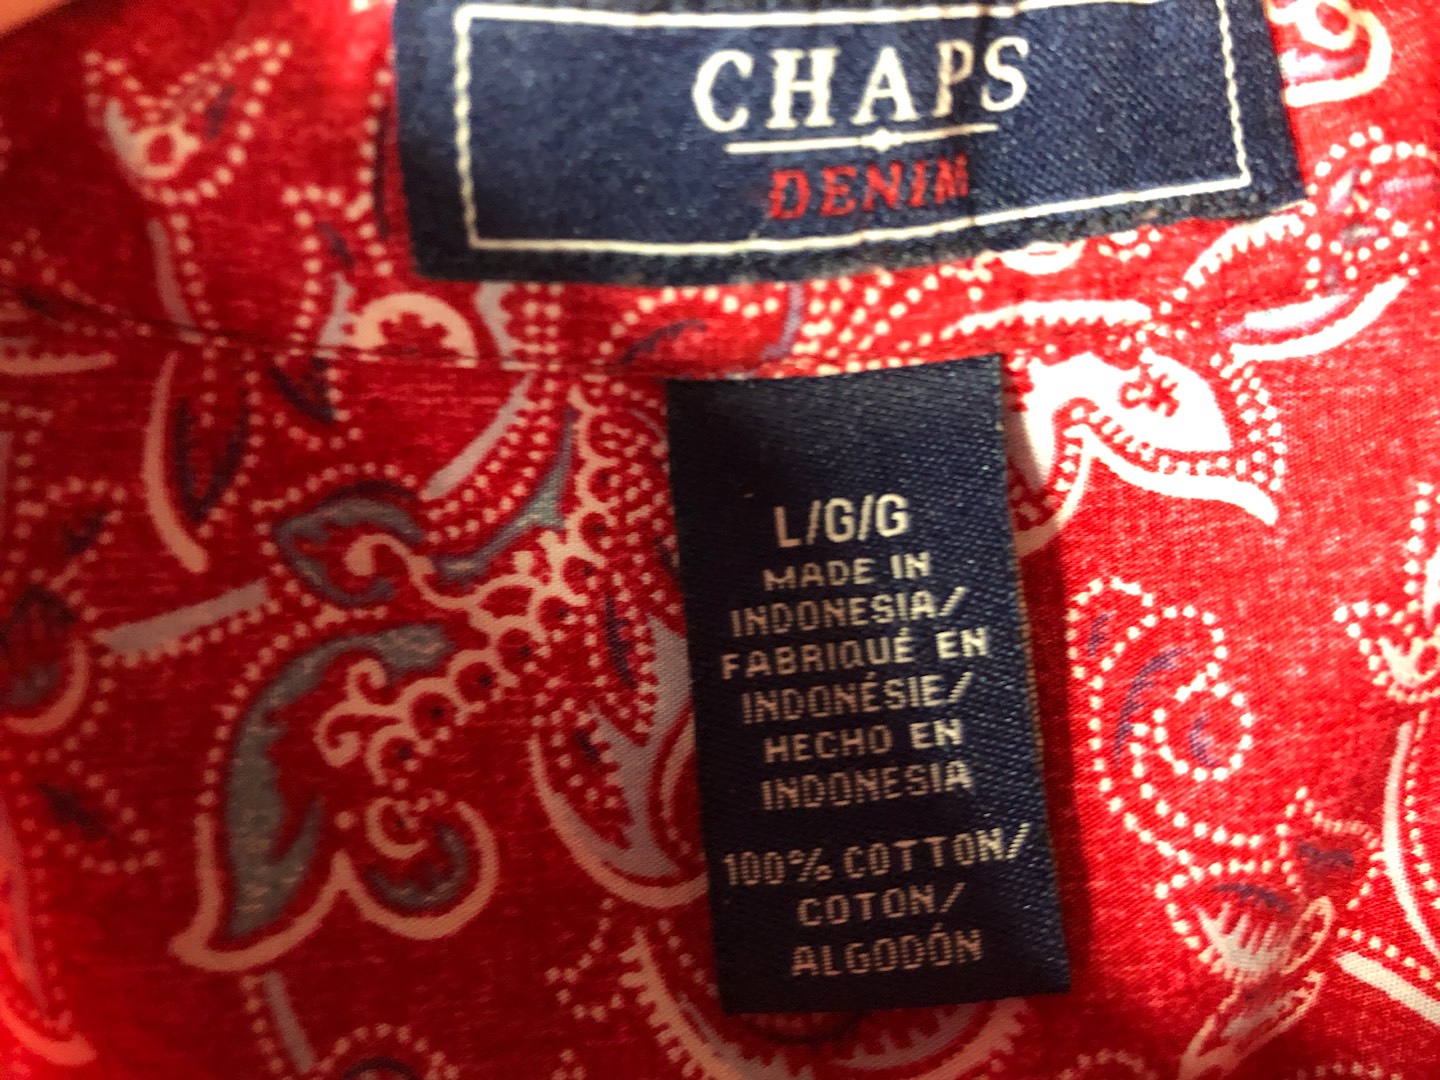 CHAPS
DENIM
L/G/G
MADE IN
INDONESIA/
FABRIQUÉ EN
INDONÉSIE/
HECHO EN
INDONESIA
100% COTTON/
COTON/
ALGODÓN